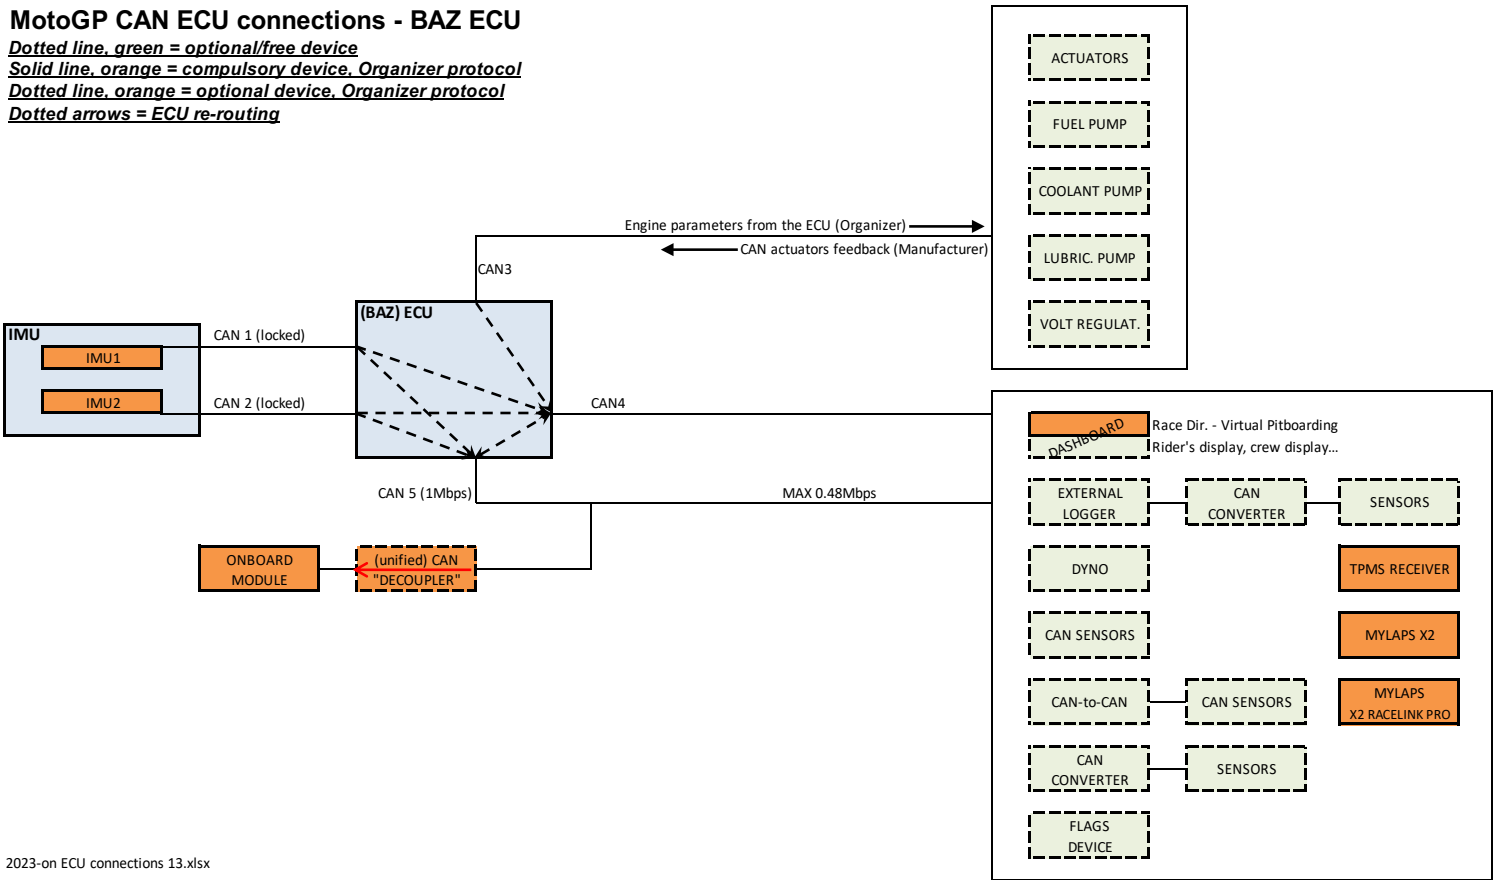 MotoGP CAN ECU connections - BAZ ECU
Dotted line, green = optional/free device
Solid line, orange = compulsory device, Organizer protocol
Dotted line, orange = optional device, Organizer protocol
Dotted arrows = ECU re-routing
ACTUATORS
FUEL PUMP
COOLANT PUMP
LUBRIC. PUMP
VOLT REGULAT.
Engine parameters from the ECU (Organizer)
CAN actuators feedback (Manufacturer)
CAN3
(BAZ) ECU
IMU
IMU1
IMU2
CAN 1 (locked)
CAN 2 (locked)
CAN4
CAN 5 (1Mbps)
MAX 0.48Mbps
ONBOARD
MODULE
(unified) CAN
"DECOUPLER"
DASHBOARD
Race Dir. - Virtual Pitboarding
Rider's display, crew display...
EXTERNAL
LOGGER
CAN
CONVERTER
SENSORS
DYNO
TPMS RECEIVER
CAN SENSORS
MYLAPS X2
CAN-to-CAN
CAN SENSORS
MYLAPS
X2 RACELINK PRO
CAN
CONVERTER
SENSORS
FLAGS
DEVICE
2023-on ECU connections 13.xlsx